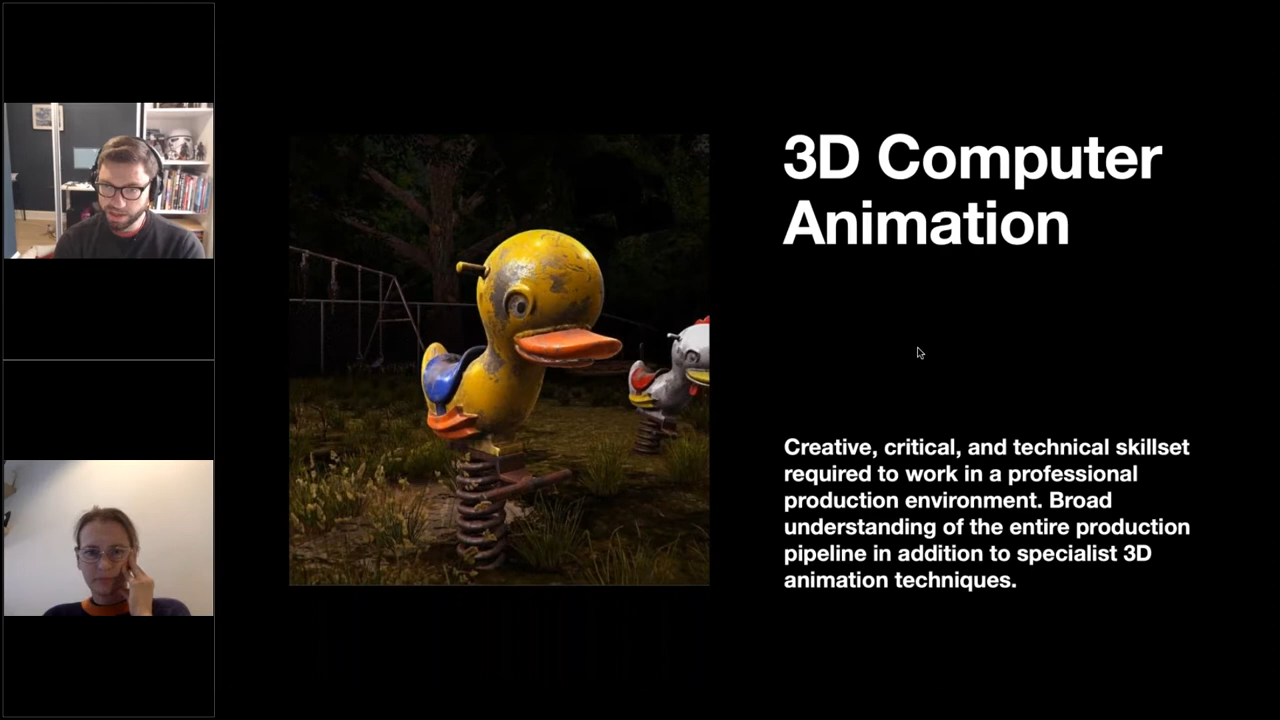 3D Computer
Animation
Creative, critical, and technical skillset
required to work in a professional
production environment. Broad
understanding of the entire production
pipeline in addition to specialist 3D
animation techniques.